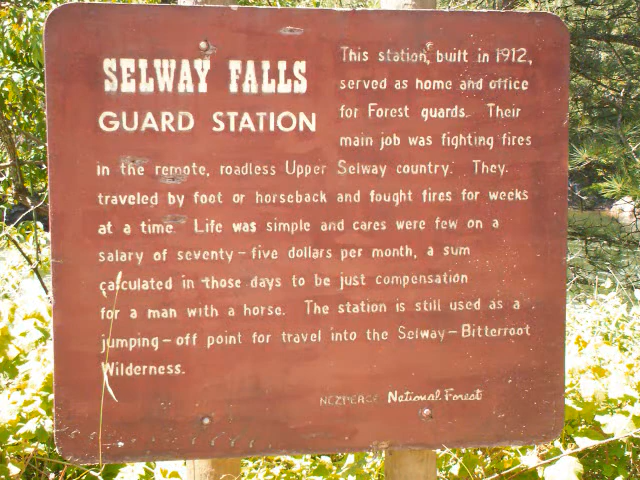 SELWAY FALLS
GUARD STATION
This station, built in 1912,
served as home and office
for Forest guards. Their
main job was fighting fires
in the remote, roadless Upper Selway country. They
traveled by foot or horseback and fought fires for weeks
at a time. Life was simple and cares were few on a
salary of seventy-five dollars per month, a sum
calculated in those days to be just compensation
for a man with a horse. The station is still used as a
jumping-off point for travel into the Selway-Bitterroot
Wilderness.
NEZPERCE National Forest